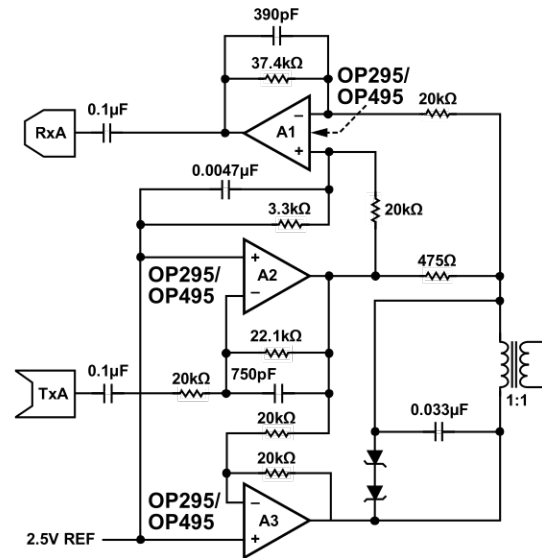 390pF
37.4kΩ
OP295/
OP495
0.1µF
20kΩ
RxA
A1
−
+
0.0047µF
20kΩ
3.3kΩ
475Ω
OP295/
OP495
+
A2
−
22.1kΩ
0.1µF
750pF
20kΩ
TxA
1:1
0.033µF
20kΩ
20kΩ
OP295/
OP495
−
A3
+
2.5V REF